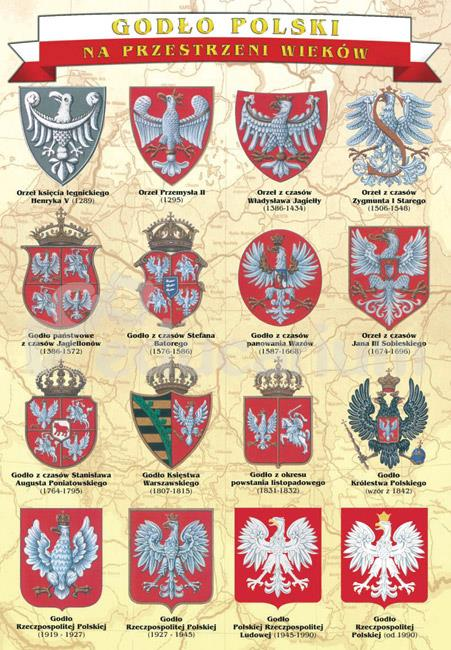 GODŁO POLSKI
NA PRZESTRZENI WIEKÓW
Orzeł księcia legnickiego
Henryka V (1289)
Orzeł Przemysła II
(1295)
Orzeł z czasów
Władysława Jagiełły
(1386-1434)
Orzeł z czasów
Zygmunta I Starego
(1506-1548)
Godło państwowe
z czasów Jagiellonów
(1386-1572)
Godło z czasów Stefana
Batorego
(1576-1586)
Godło z czasów
panowania Wazów
(1587-1668)
Orzeł z czasów
Jana III Sobieskiego
(1674-1696)
Godło z czasów Stanisława
Augusta Poniatowskiego
(1764-1795)
Godło Księstwa
Warszawskiego
(1807-1815)
Godło z okresu
powstania listopadowego
(1831-1832)
Godło
Królestwa Polskiego
(wzór z 1842)
Godło
Rzeczpospolitej Polskiej
(1919 - 1927)
Godło
Rzeczpospolitej Polskiej
(1927 - 1945)
Godło
Polskiej Rzeczpospolitej
Ludowej (1945-1990)
Godło
Rzeczpospolitej
Polskiej (od 1990)